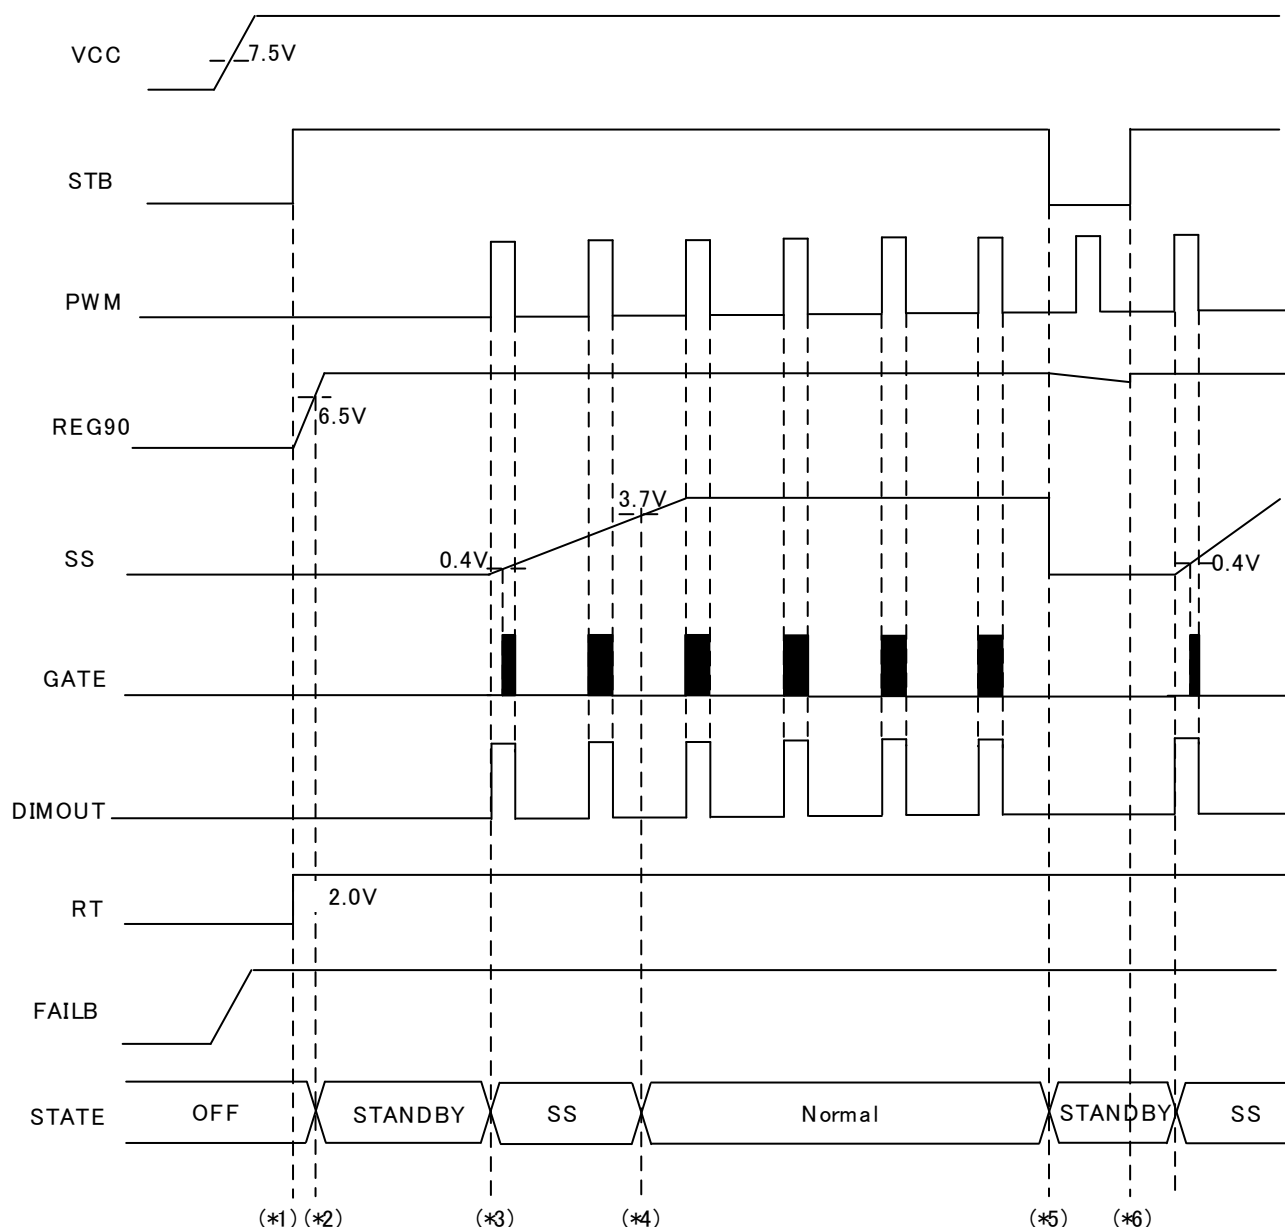 VCC
7.5V
STB
PWM
REG90
6.5V
3.7V
SS
0.4V
0.4V
GATE
DIMOUT
RT
2.0V
FAILB
STATE
OFF
STANDBY
SS
Normal
STANDBY
SS
(*1) (*2) (*3) (*4) (*5) (*6)